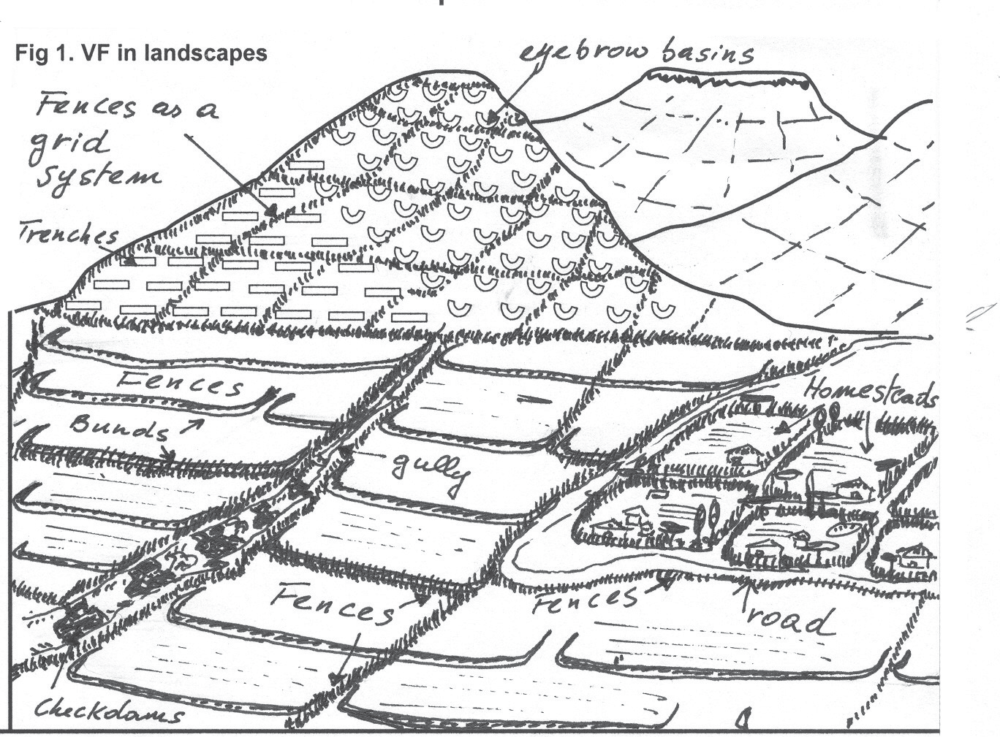 Fig 1. VF in landscapes
eyebrow basins
Fences as a
grid
system
Trenches
Fences
Homesteads
Bunds
gully
Fences
Fences
road
Checkdams